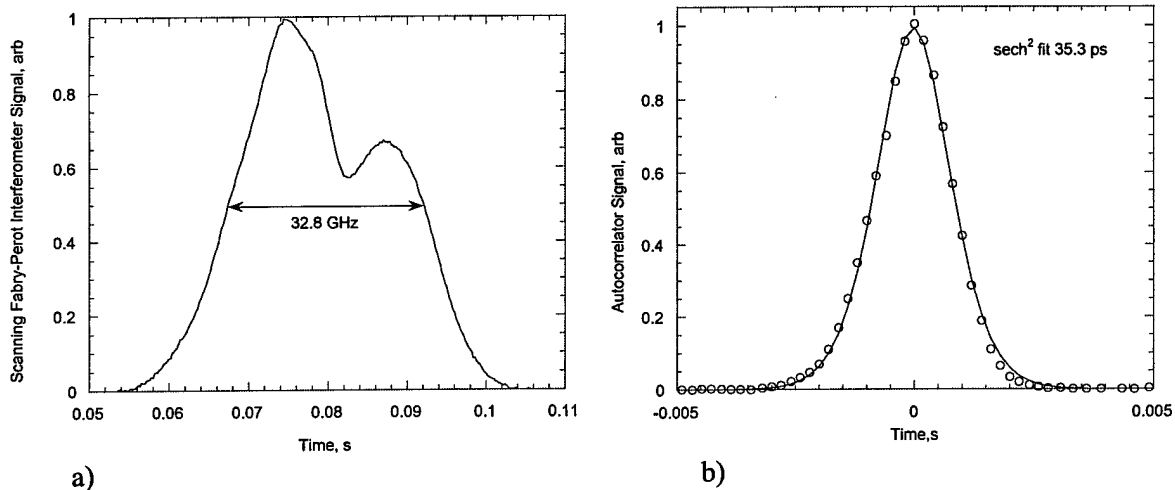 Scanning Fabry-Perot Interferometer Signal, arb
1
0.8
0.6
0.4
0.2
0
32.8 GHz
0.05
0.06
0.07
0.08
0.09
0.1
0.11
Time, s
a)
Autocorrelator Signal, arb
1
0.8
0.6
0.4
0.2
0
sech² fit 35.3 ps
-0.005
0
0.005
Time,s
b)